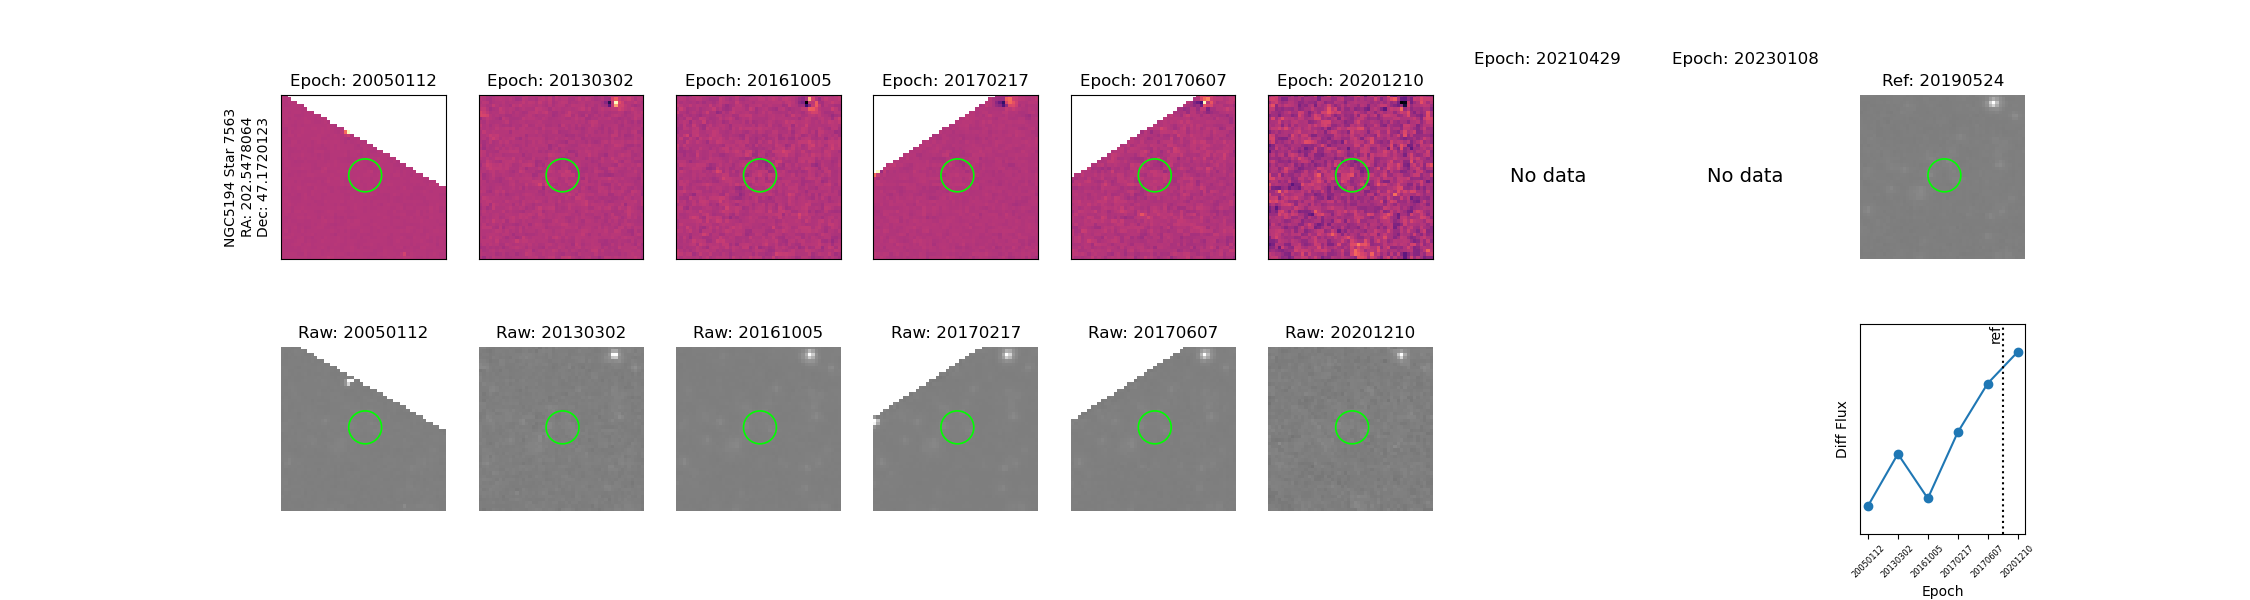 Epoch: 20210429
Epoch: 20230108
Epoch: 20050112
Epoch: 20130302
Epoch: 20161005
Epoch: 20170217
Epoch: 20170607
Epoch: 20201210
Ref: 20190524
NGC5194 Star 7563
RA: 202.5478064
Dec: 47.1720123
No data
No data
Raw: 20050112
Raw: 20130302
Raw: 20161005
Raw: 20170217
Raw: 20170607
Raw: 20201210
ref
Diff Flux
20050112
20130302
20161005
20170217
20170607
20201210
Epoch